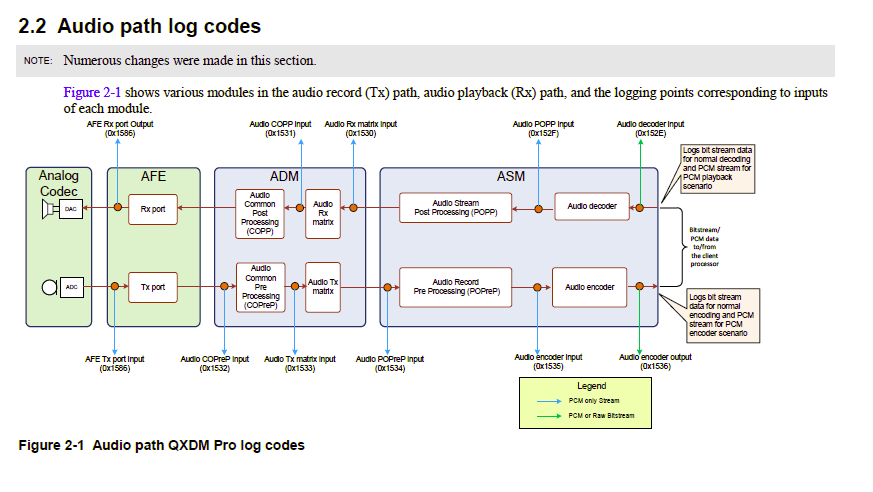 2.2 Audio path log codes
NOTE: Numerous changes were made in this section.
Figure 2-1 shows various modules in the audio record (Tx) path, audio playback (Rx) path, and the logging points corresponding to inputs
of each module.
AFE Rx port Output
(0x1586)
Audio COPP Input
(0x1531)
Audio Rx matrix Input
(0x1530)
Audio POPP Input
(0x152F)
Audio decoder Input
(0x152E)
Logs bit stream data
for normal decoding
and PCM stream for
PCM playback
scenario
Analog
Codec
AFE
ADM
ASM
DAC
Rx port
Audio
Common
Post
Processing
(COPP)
Audio
Rx
matrix
Audio Stream
Post Processing (POPP)
Audio decoder
Bitstream/
PCM data
to/from
the client
processor
ADC
Tx port
Audio
Common
Pre
Processing
(COPreP)
Audio Tx
matrix
Audio Record
Pre Processing (POPreP)
Audio encoder
Logs bit stream
data for normal
encoding and PCM
stream for PCM
encoder scenario
AFE Tx port Input
(0x1586)
Audio COPreP Input
(0x1532)
Audio Tx matrix Input
(0x1533)
Audio POPreP Input
(0x1534)
Audio encoder Input
(0x1535)
Audio encoder output
(0x1536)
Legend
PCM only Stream
PCM or Raw Bitstream
Figure 2-1 Audio path QXDM Pro log codes